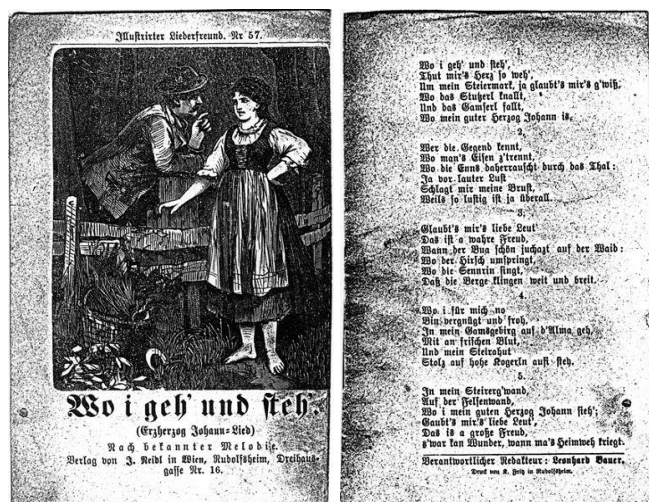 Illustrirter Liederfreund. Nr 57.
Wo i geh' und steh'.
(Erzherzog Johann=Lied)
Nach bekannter Melodie.
Verlag von J. Neidl in Wien, Rudolfsheim, Dreihaus-
gasse Nr. 16.
1.
Wo i geh' und steh',
Thut mir's Herz so weh',
Um mein Steiermark, ja glaubt's mir's g'wiß,
Wo das Stutzerl knallt,
Und das Gamserl fallt,
Wo mein guter Herzog Johann is.
2.
Wer die Gegend kennt,
Wo man's Eisen z'trennt,
Wo die Enns daherrauscht durch das Thal:
Ja vor lauter Lust
Schlagt mir meine Brust,
Weils so lustig ist ja überall.
3.
Glaubt's mir's liebe Leut'
Das ist a wahre Freud,
Wann der Bua schön juchazt auf der Waid:
Wo der Hirsch umspringt,
Wo die Sennrin singt,
Daß die Berge klingen weit und breit.
4.
Wo i für mich no
Bin vergnügt und froh,
In mein Gamsgebirg auf d'Alma geh,
Mit an frischen Blut,
Und mein Steirahut
Stolz auf hohe Kogerln aufi steh.
5.
In mein Steirerg'wand,
Auf der Felsenwand,
Wo i mein guten Herzog Johann sieh';
Gaubt's mir's liebe Leut',
Das is a große Freud,
z'war kan Wunder, wann ma's Heimweh kriegt.
Verantwortlicher Redakteur: Leonhard Bauer.
Druck von K. Fritz in Rudolfsheim.